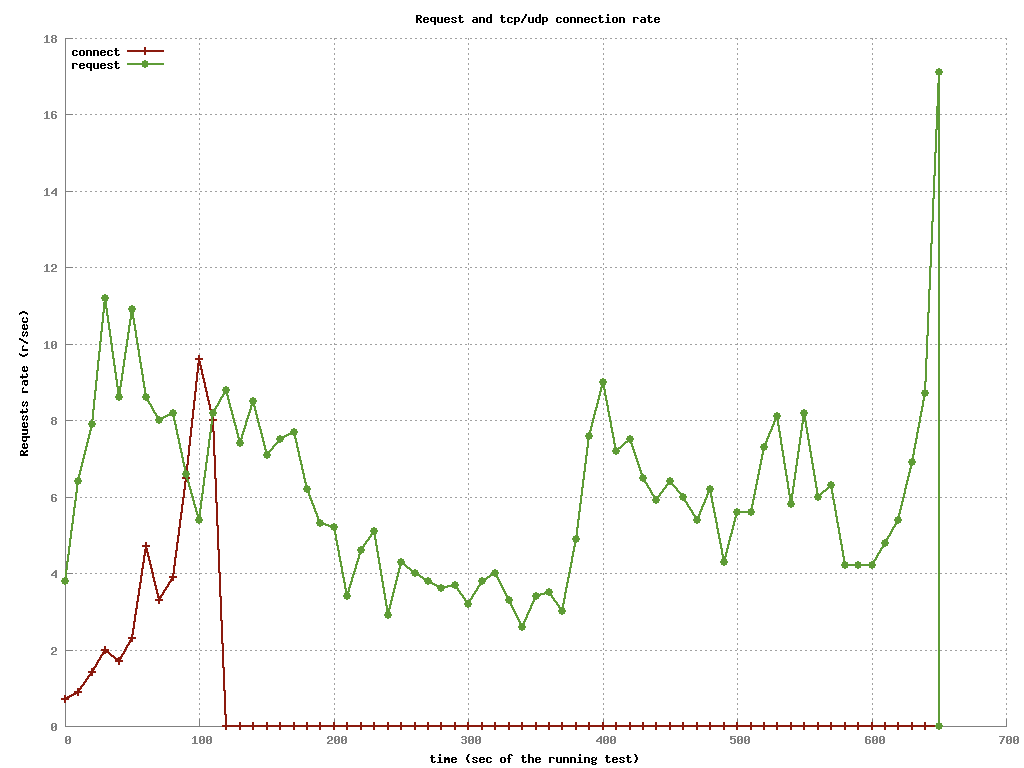 Request and tcp/udp connection rate
18
connect
request
16
14
12
10
8
6
4
2
0
Requests rate (r/sec)
0 100 200 300 400 500 600 700
time (sec of the running test)